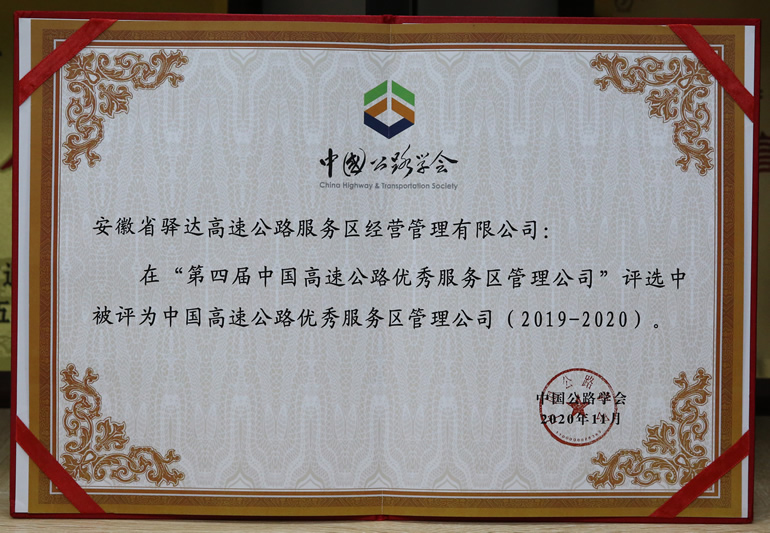 中國公路学会
China Highway & Transportation Society
安徽省驿达高速公路服务区经营管理有限公司：
在“第四届中国高速公路优秀服务区管理公司”评选中
被评为中国高速公路优秀服务区管理公司（2019-2020）。
中国公路学会
2020年11月